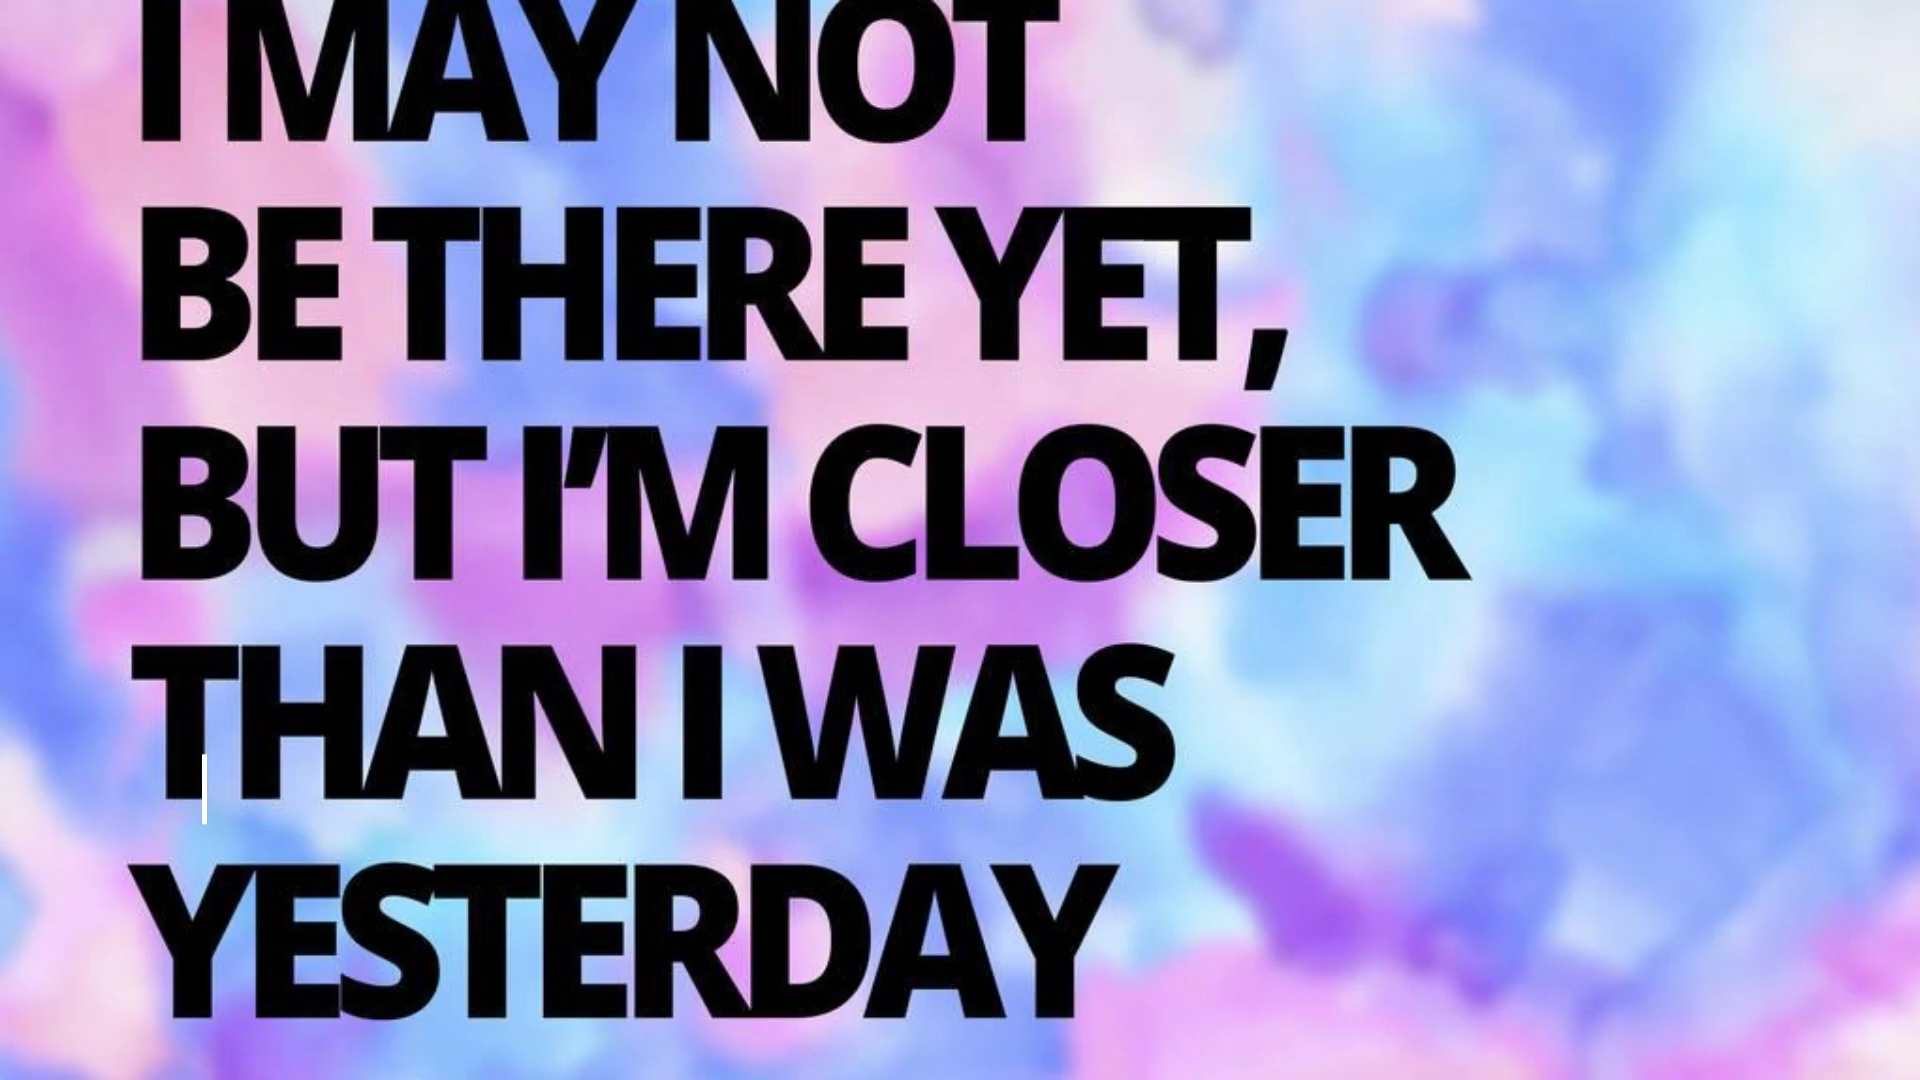 I MAY NOT
BE THERE YET,
BUT I'M CLOSER
THAN I WAS
YESTERDAY